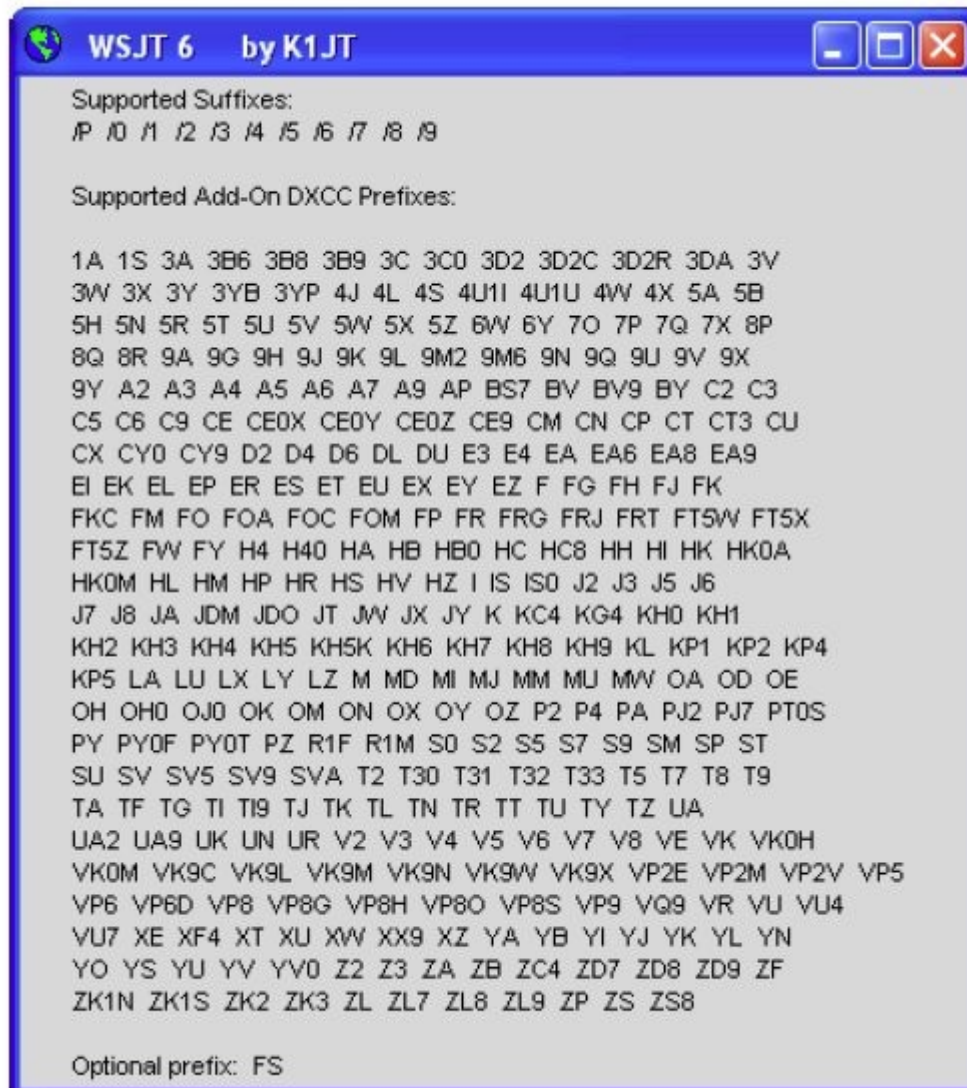 WSJT 6 by K1JT
Supported Suffixes:
/P /0 /1 /2 /3 /4 /5 /6 /7 /8 /9
Supported Add-On DXCC Prefixes:
1A 1S 3A 3B6 3B8 3B9 3C 3C0 3D2 3D2C 3D2R 3DA 3V
3W 3X 3Y 3YB 3YP 4J 4L 4S 4U1I 4U1U 4W 4X 5A 5B
5H 5N 5R 5T 5U 5V 5W 5X 5Z 6W 6Y 7O 7P 7Q 7X 8P
8Q 8R 9A 9G 9H 9J 9K 9L 9M2 9M6 9N 9Q 9U 9V 9X
9Y A2 A3 A4 A5 A6 A7 A9 AP BS7 BV BV9 BY C2 C3
C5 C6 C9 CE CE0X CE0Y CE0Z CE9 CM CN CP CT CT3 CU
CX CY0 CY9 D2 D4 D6 DL DU E3 E4 EA EA6 EA8 EA9
EI EK EL EP ER ES ET EU EX EY EZ F FG FH FJ FK
FKC FM FO FOA FOC FOM FP FR FRG FRJ FRT FT5W FT5X
FT5Z FW FY H4 H40 HA HB HB0 HC HC8 HH HI HK HK0A
HK0M HL HM HP HR HS HV HZ I IS IS0 J2 J3 J5 J6
J7 J8 JA JDM JDO JT JW JX JY K KC4 KG4 KH0 KH1
KH2 KH3 KH4 KH5 KH5K KH6 KH7 KH8 KH9 KL KP1 KP2 KP4
KP5 LA LU LX LY LZ M MD MI MJ MM MU MW OA OD OE
OH OH0 OJ0 OK OM ON OX OY OZ P2 P4 PA PJ2 PJ7 PT0S
PY PY0F PY0T PZ R1F R1M S0 S2 S5 S7 S9 SM SP ST
SU SV SV5 SV9 SVA T2 T30 T31 T32 T33 T5 T7 T8 T9
TA TF TG TI TI9 TJ TK TL TN TR TT TU TY TZ UA
UA2 UA9 UK UN UR V2 V3 V4 V5 V6 V7 V8 VE VK VK0H
VK0M VK9C VK9L VK9M VK9N VK9W VK9X VP2E VP2M VP2V VP5
VP6 VP6D VP8 VP8G VP8H VP8O VP8S VP9 VQ9 VR VU VU4
VU7 XE XF4 XT XU XW XX9 XZ YA YB YI YJ YK YL YN
YO YS YU YV YV0 Z2 Z3 ZA ZB ZC4 ZD7 ZD8 ZD9 ZF
ZK1N ZK1S ZK2 ZK3 ZL ZL7 ZL8 ZL9 ZP ZS ZS8
Optional prefix: FS